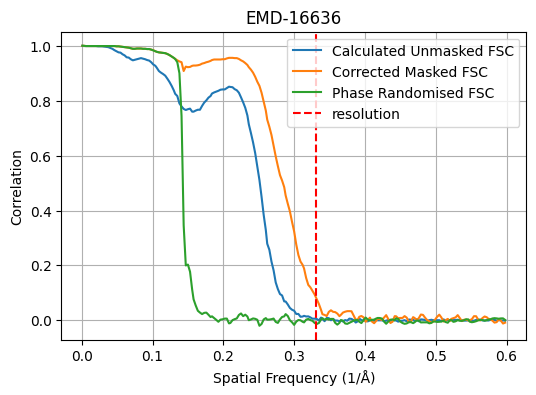 EMD-16636
Calculated Unmasked FSC
Corrected Masked FSC
Phase Randomised FSC
resolution
Correlation
1.0
0.8
0.6
0.4
0.2
0.0
0.0 0.1 0.2 0.3 0.4 0.5 0.6
Spatial Frequency (1/Å)